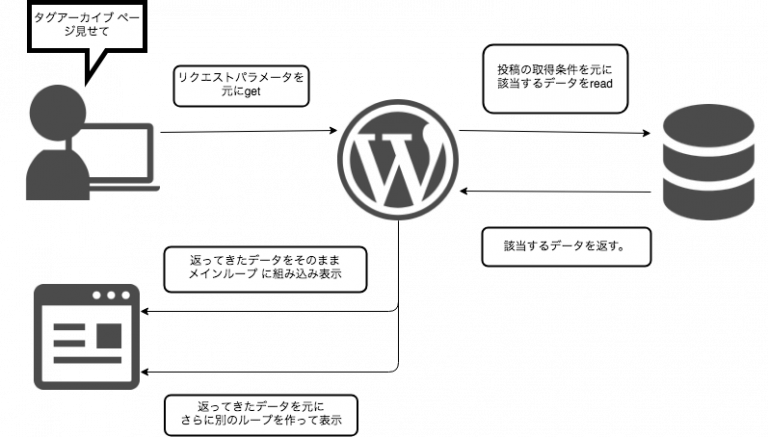 タグアーカイブ ペー
ジ見せて
リクエストパラメータを
元にget
投稿の取得条件を元に
該当するデータをread
該当するデータを返す。
返ってきたデータをそのまま
メインループ に組み込み表示
返ってきたデータを元に
さらに別のループを作って表示